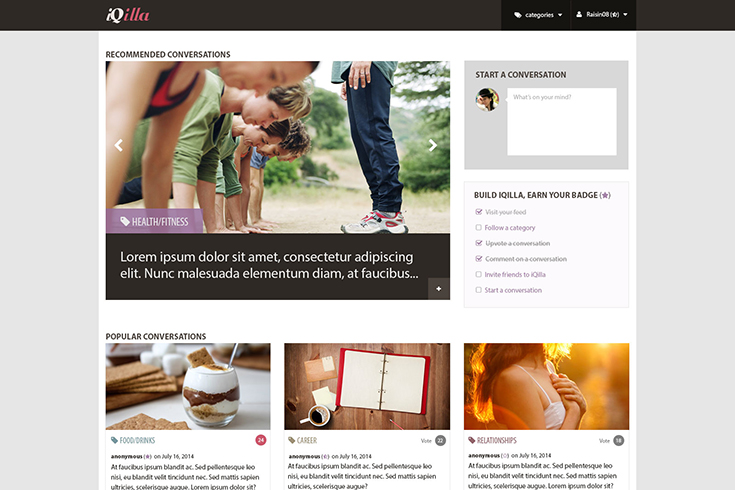 iQilla
categories
Raisin08 (☆)
RECOMMENDED CONVERSATIONS
HEALTH/FITNESS
Lorem ipsum dolor sit amet, consectetur adipiscing
elit. Nunc malesuada elementum diam, at faucibus...
+
START A CONVERSATION
What's on your mind?
BUILD IQILLA, EARN YOUR BADGE (★)
Visit your feed
Follow a category
Upvote a conversation
Comment on a conversation
Invite friends to iQilla
Start a conversation
POPULAR CONVERSATIONS
FOOD/DRINKS
24
anonymous (★) on July 16, 2014
At faucibus ipsum blandit ac. Sed pellentesque leo
nisi, eu blandit velit tincidunt nec. Sed mattis sapien
ultricies, scelerisque augue. Lorem ipsum dolor sit?
CAREER
Vote 32
anonymous (☆) on July 16, 2014
At faucibus ipsum blandit ac. Sed pellentesque leo
nisi, eu blandit velit tincidunt nec. Sed mattis sapien
ultricies, scelerisque augue?
RELATIONSHIPS
Vote 18
anonymous (☆) on July 16, 2014
At faucibus ipsum blandit ac. Sed pellentesque leo
nisi, eu blandit velit tincidunt nec. Sed mattis sapien
ultricies, scelerisque augue. Lorem ipsum dolor sit